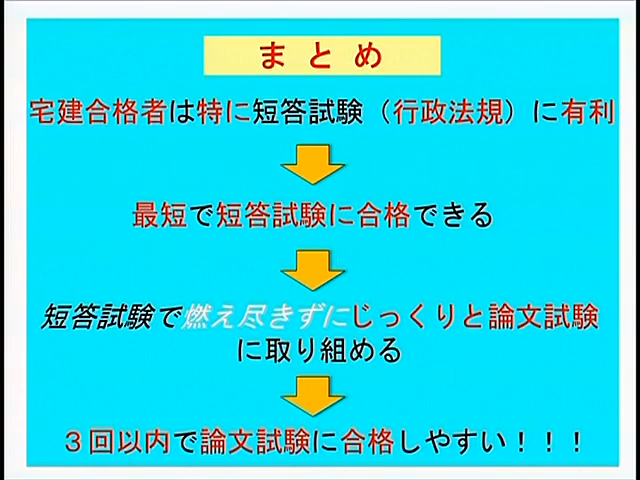 まとめ
宅建合格者は特に短答試験（行政法規）に有利
最短で短答試験に合格できる
短答試験で燃え尽きずにじっくりと論文試験
に取り組める
３回以内で論文試験に合格しやすい！！！